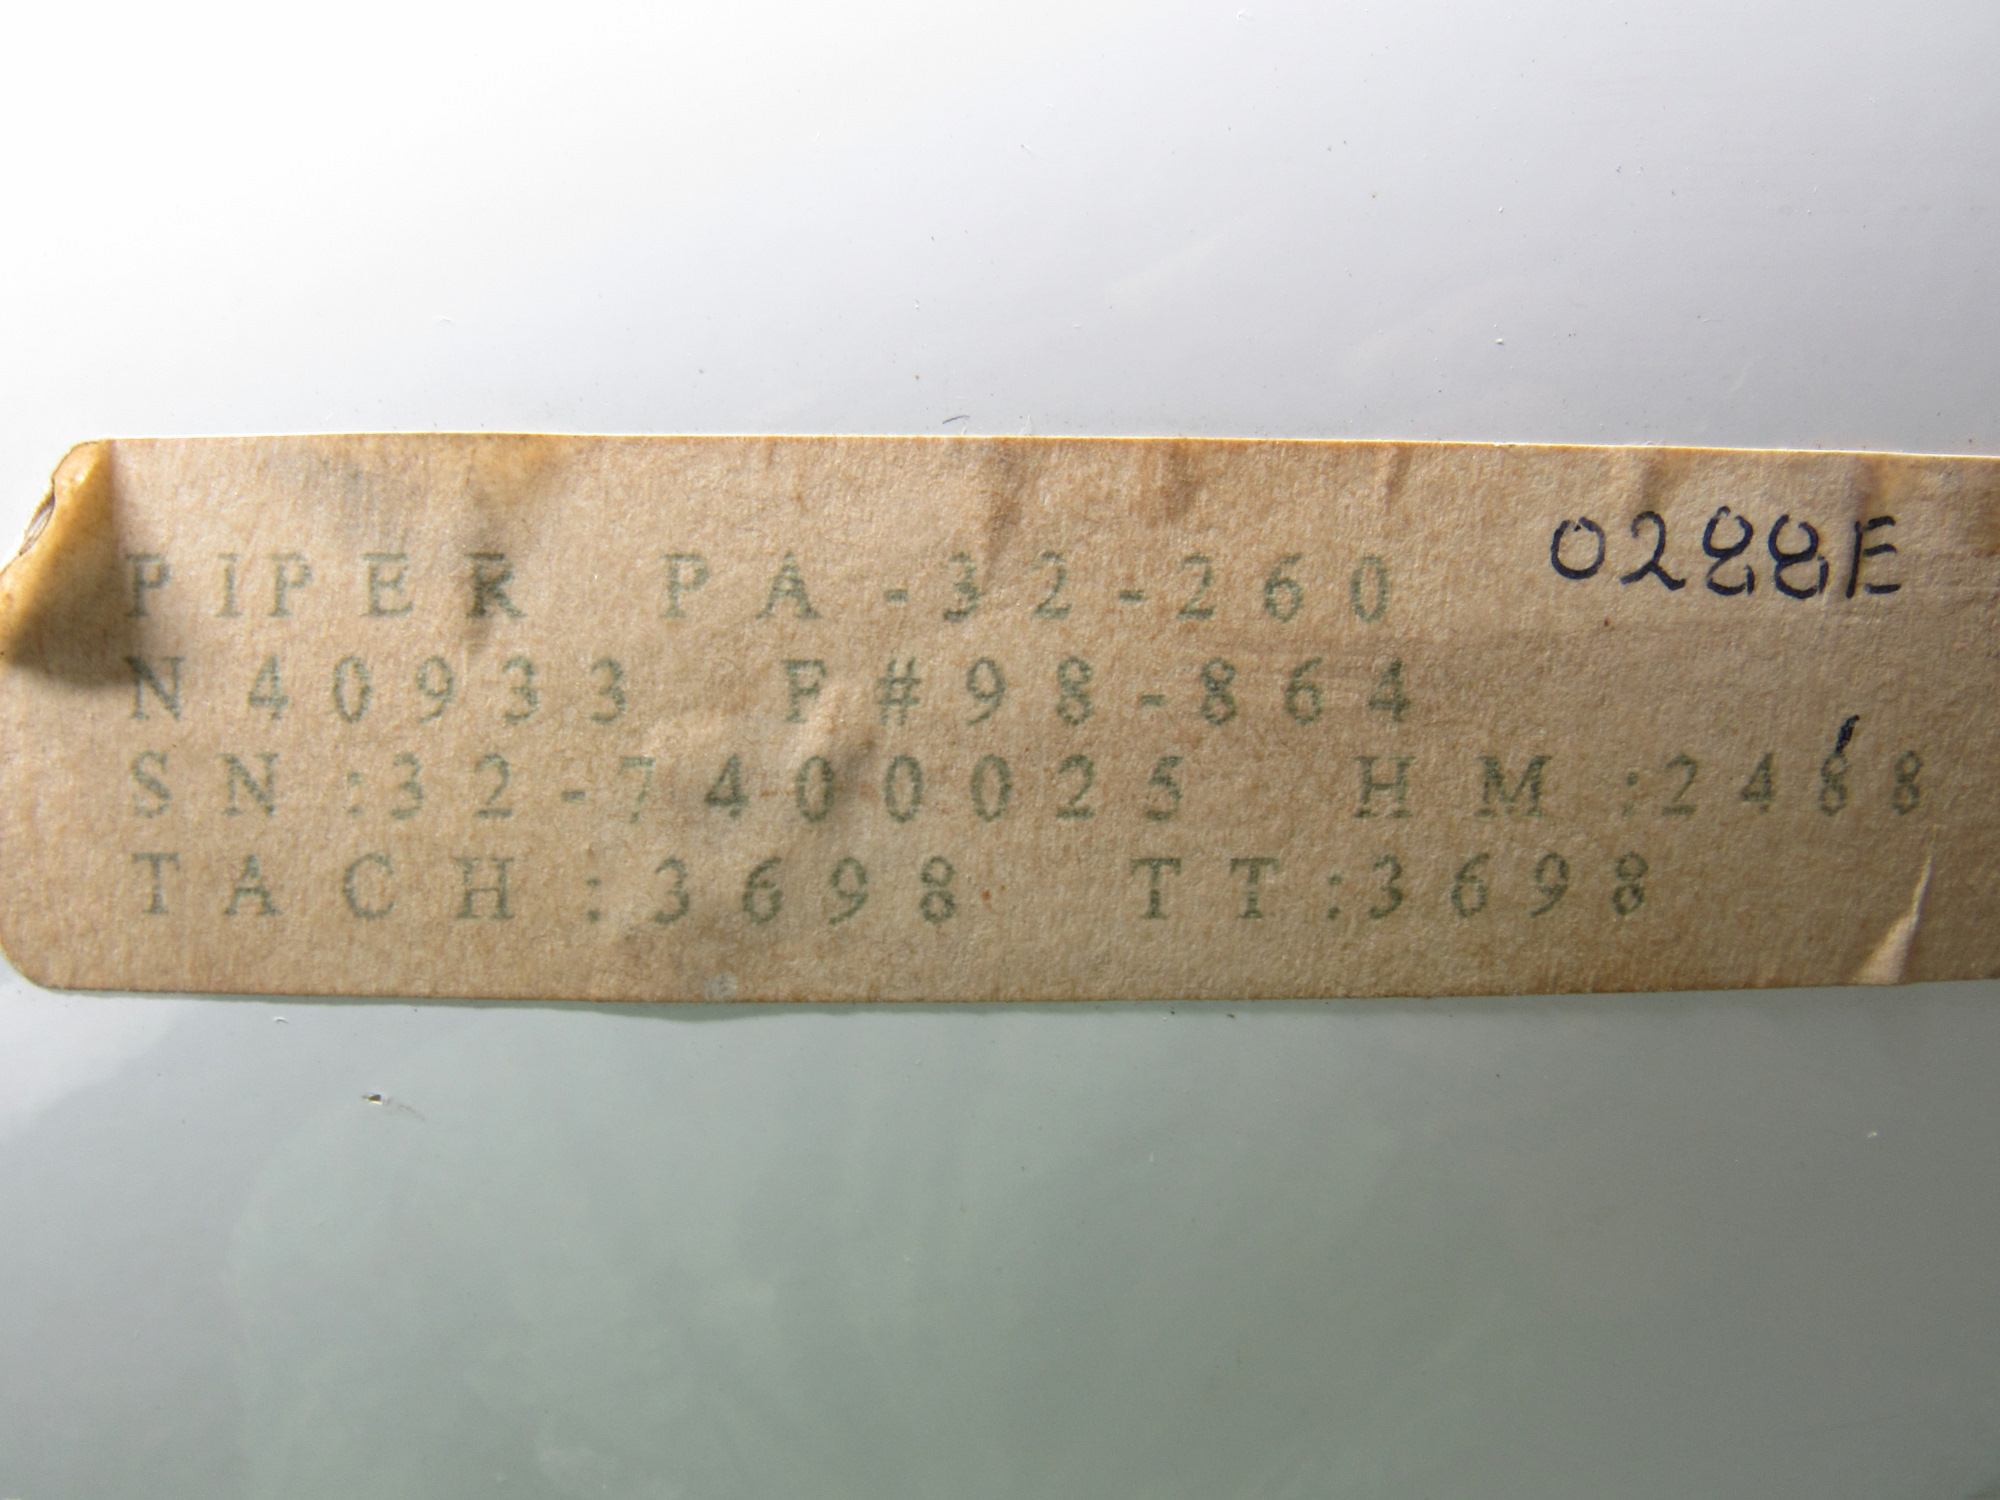 0288E
PIPER PA-32-260
N40933 F#98-864
SN:32-7400025 HM:2488
TACH:3698 TT:3698